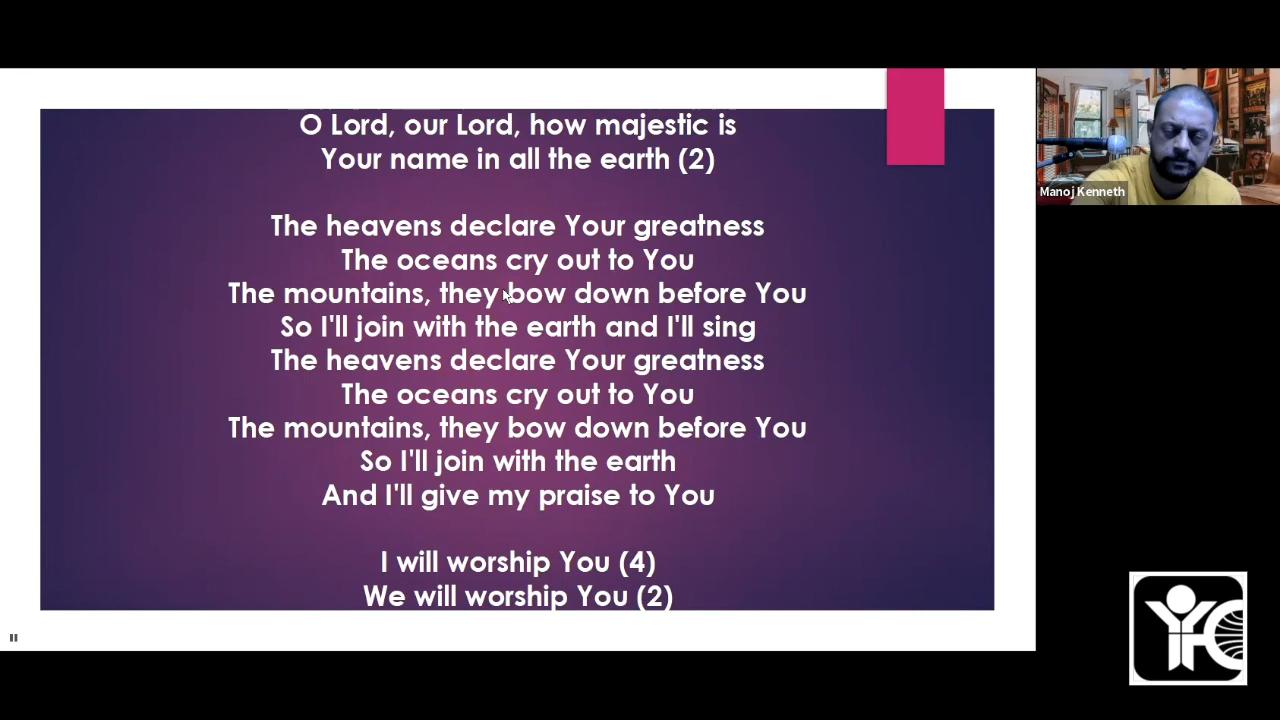 O Lord, our Lord, how majestic is
Your name in all the earth (2)
The heavens declare Your greatness
The oceans cry out to You
The mountains, they bow down before You
So I'll join with the earth and I'll sing
The heavens declare Your greatness
The oceans cry out to You
The mountains, they bow down before You
So I'll join with the earth
And I'll give my praise to You
I will worship You (4)
We will worship You (2)
Manoj Kenneth
YFC